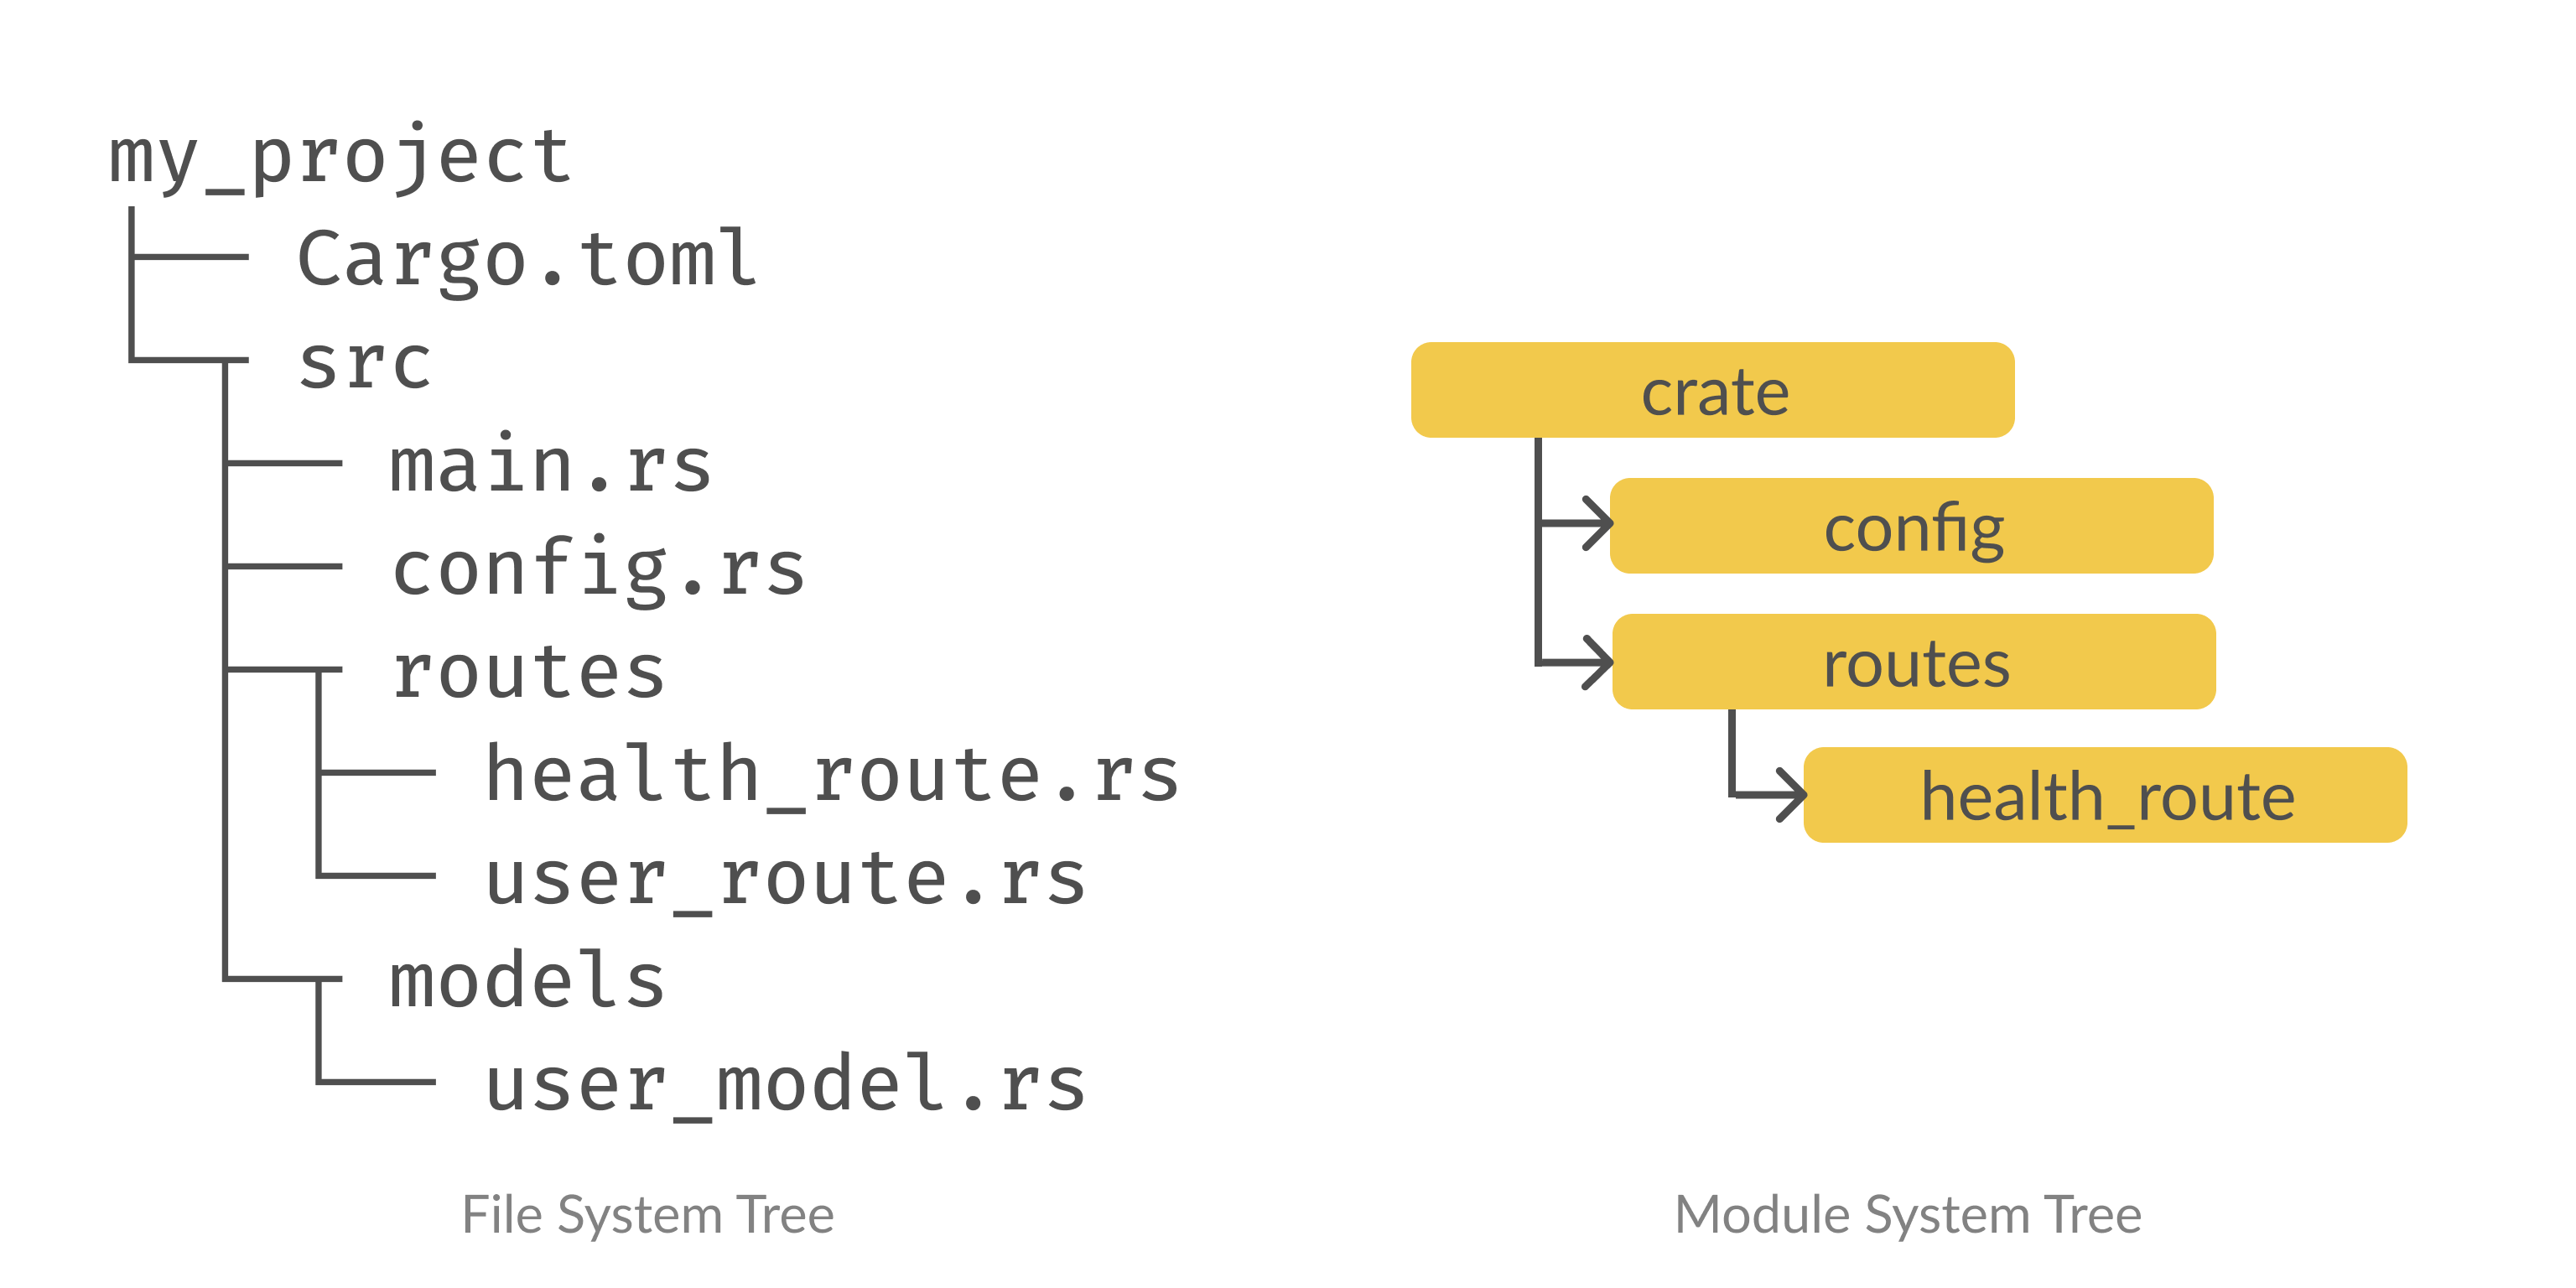 my_project
Cargo.toml
src
main.rs
config.rs
routes
health_route.rs
user_route.rs
models
user_model.rs
File System Tree
crate
config
routes
health_route
Module System Tree